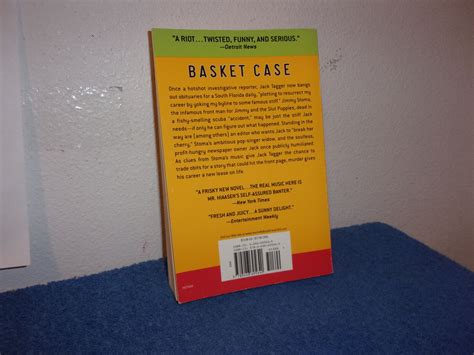 "A RIOT...TWISTED, FUNNY, AND SERIOUS."
—Detroit News
BASKET CASE
Once a hotshot investigative reporter, Jack Tagger now bangs
out obituaries for a South Florida daily, "plotting to resurrect my
career by yoking my byline to some famous stiff." Jimmy Stoma,
the infamous front man for Jimmy and the Slut Puppies, dead in
a fishy-smelling scuba "accident," may be just the stiff Jack
needs—if only he can figure out what happened. Standing in the
way are (among others) an editor who wants Jack to "break her
cherry," Stoma's ambitious pop-singer widow, and the soulless,
profit-hungry newspaper owner Jack once publicly humiliated.
As clues from Stoma's music give Jack Tagger the chance to
trade obits for a story that could hit the front page, murder gives
his career a new lease on life.
"A FRISKY NEW NOVEL...THE REAL MUSIC HERE IS
MR. HIAASEN'S SELF-ASSURED BANTER."
—New York Times
"FRESH AND JUICY...A SUNNY DELIGHT."
—Entertainment Weekly